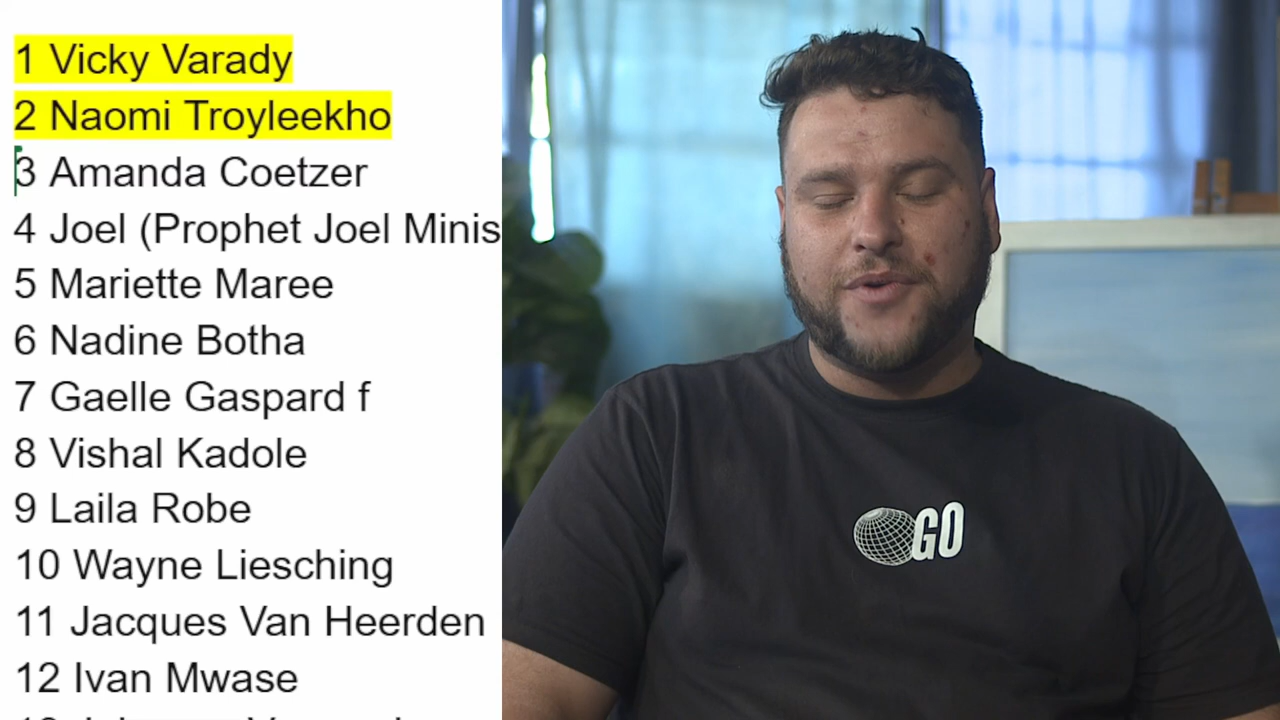 1 Vicky Varady
2 Naomi Troyleekho
3 Amanda Coetzer
4 Joel (Prophet Joel Minis
5 Mariette Maree
6 Nadine Botha
7 Gaelle Gaspard f
8 Vishal Kadole
9 Laila Robe
10 Wayne Liesching
11 Jacques Van Heerden
12 Ivan Mwase
GO